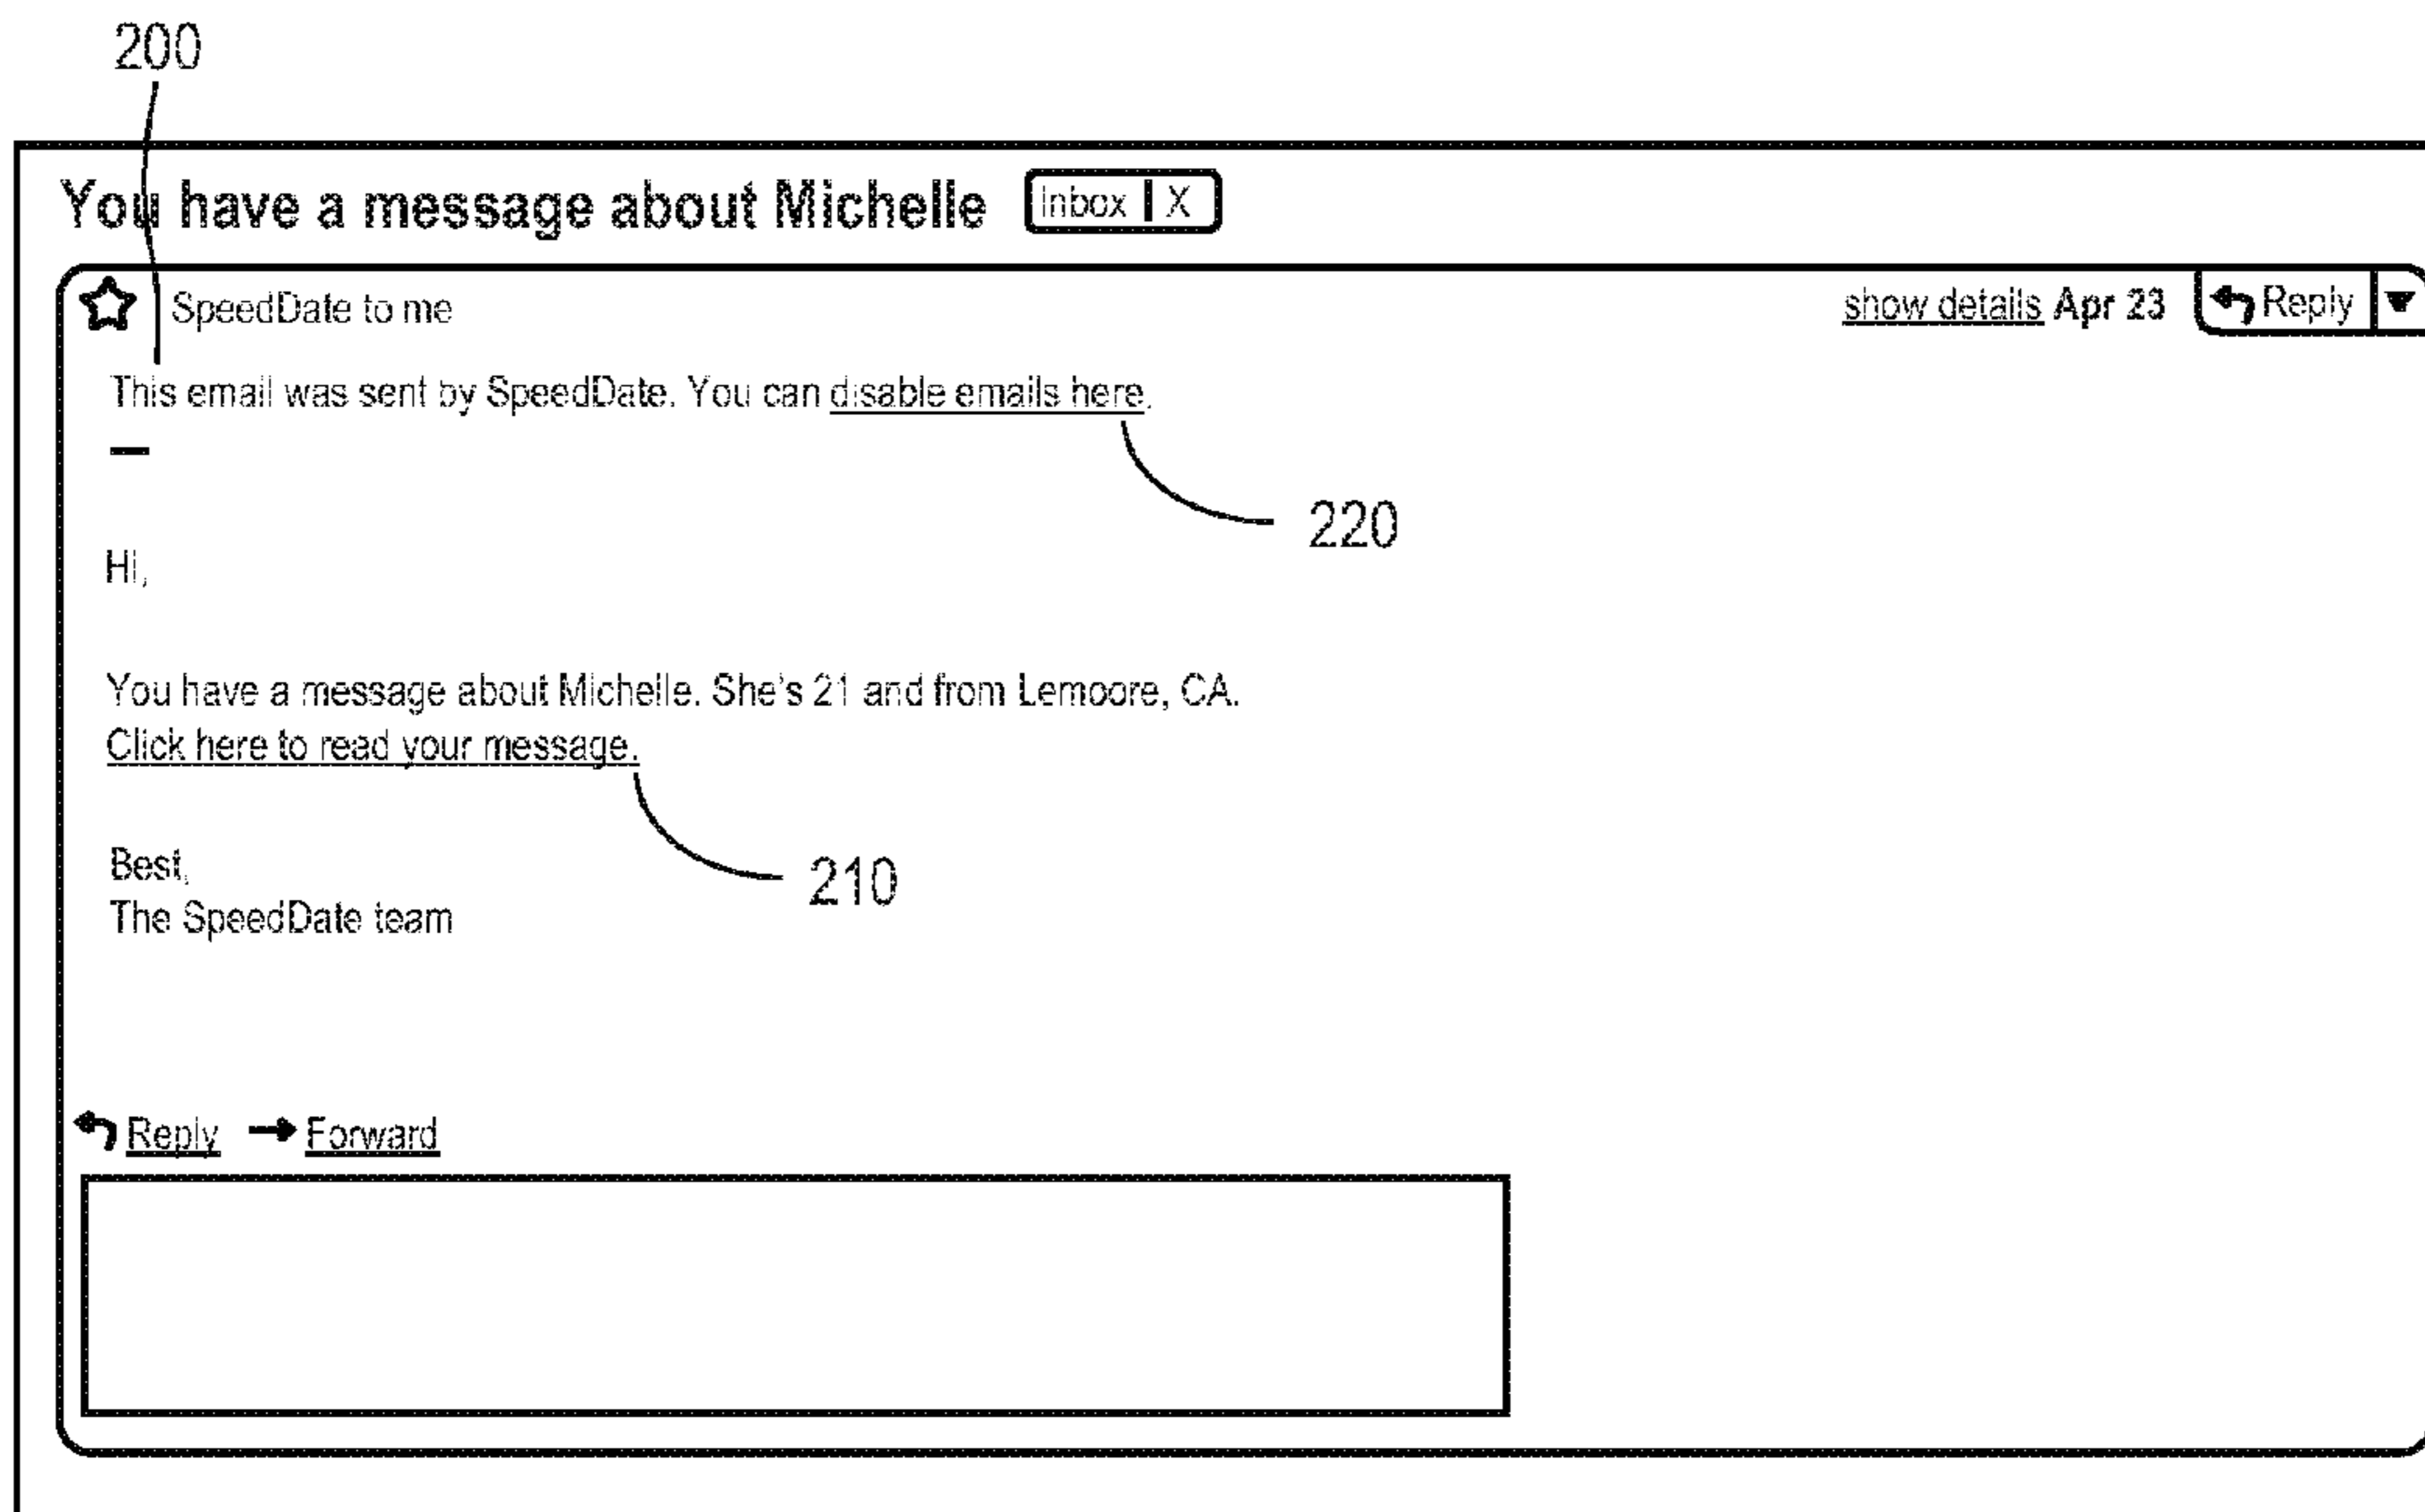 200
You have a message about Michelle Inbox | X
SpeedDate to me show details Apr 23 Reply
This email was sent by SpeedDate. You can disable emails here.
—
220
Hi,
You have a message about Michelle. She's 21 and from Lemoore, CA.
Click here to read your message.
210
Best,
The SpeedDate team
Reply Forward